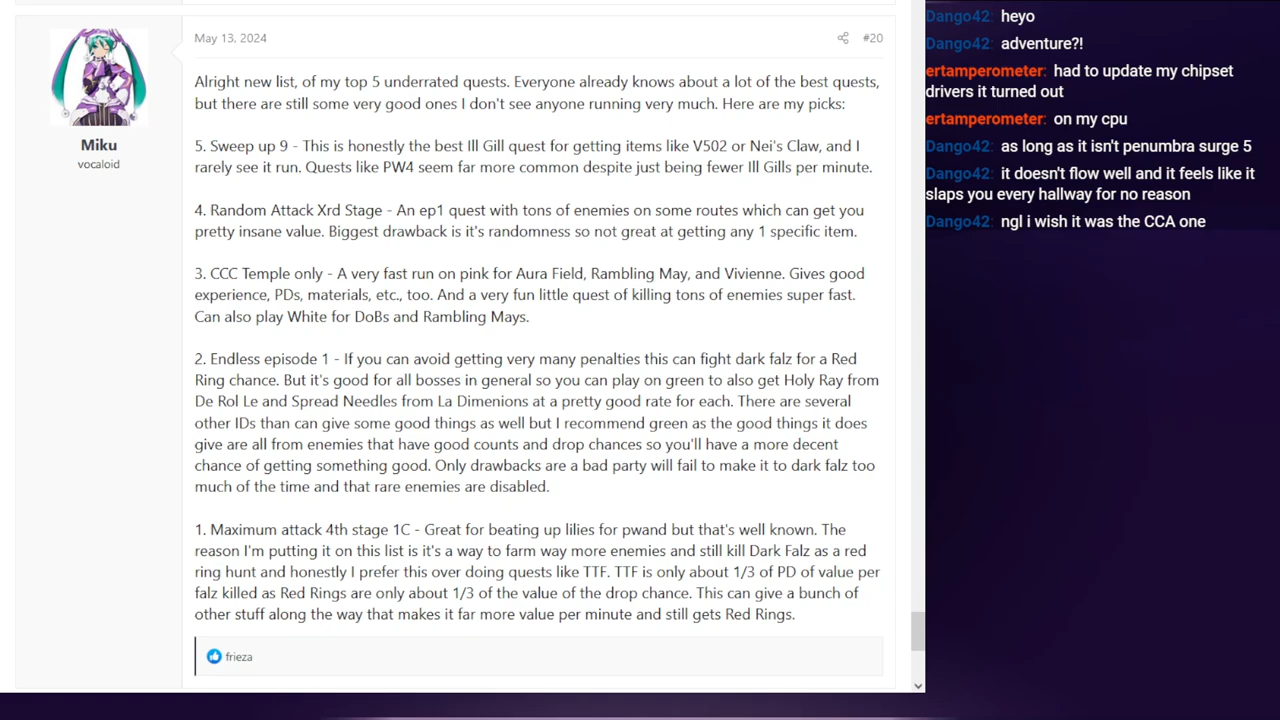 May 13, 2024
#20
Miku
vocaloid
Alright new list, of my top 5 underrated quests. Everyone already knows about a lot of the best quests,
but there are still some very good ones I don't see anyone running very much. Here are my picks:
5. Sweep up 9 - This is honestly the best Ill Gill quest for getting items like V502 or Nei's Claw, and I
rarely see it run. Quests like PW4 seem far more common despite just being fewer Ill Gills per minute.
4. Random Attack Xrd Stage - An ep1 quest with tons of enemies on some routes which can get you
pretty insane value. Biggest drawback is it's randomness so not great at getting any 1 specific item.
3. CCC Temple only - A very fast run on pink for Aura Field, Rambling May, and Vivienne. Gives good
experience, PDs, materials, etc., too. And a very fun little quest of killing tons of enemies super fast.
Can also play White for DoBs and Rambling Mays.
2. Endless episode 1 - If you can avoid getting very many penalties this can fight dark falz for a Red
Ring chance. But it's good for all bosses in general so you can play on green to also get Holy Ray from
De Rol Le and Spread Needles from La Dimenions at a pretty good rate for each. There are several
other IDs than can give some good things as well but I recommend green as the good things it does
give are all from enemies that have good counts and drop chances so you'll have a more decent
chance of getting something good. Only drawbacks are a bad party will fail to make it to dark falz too
much of the time and that rare enemies are disabled.
1. Maximum attack 4th stage 1C - Great for beating up lilies for pwand but that's well known. The
reason I'm putting it on this list is it's a way to farm way more enemies and still kill Dark Falz as a red
ring hunt and honestly I prefer this over doing quests like TTF. TTF is only about 1/3 of PD of value per
falz killed as Red Rings are only about 1/3 of the value of the drop chance. This can give a bunch of
other stuff along the way that makes it far more value per minute and still gets Red Rings.
frieza
Dango42: heyo
Dango42: adventure?!
ertamperometer: had to update my chipset
drivers it turned out
ertamperometer: on my cpu
Dango42: as long as it isn't penumbra surge 5
Dango42: it doesn't flow well and it feels like it
slaps you every hallway for no reason
Dango42: ngl i wish it was the CCA one